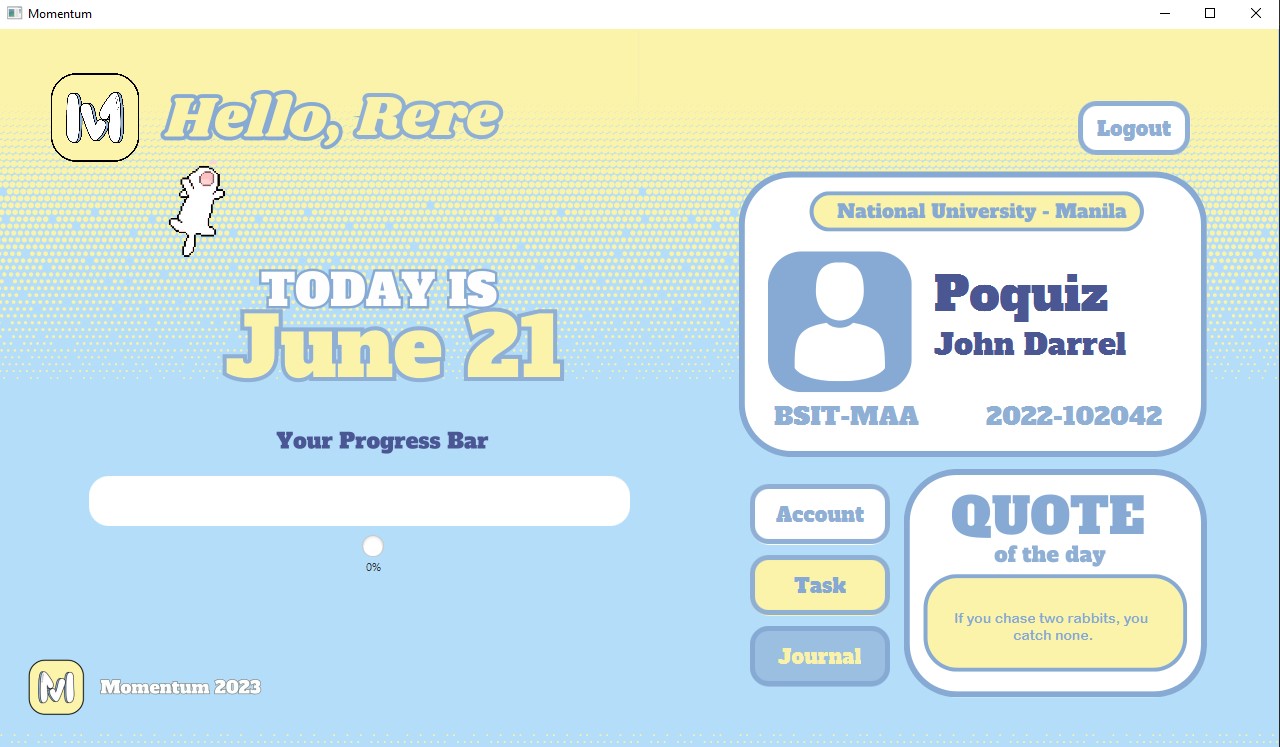 Momentum
M
Hello, Rere
Logout
National University - Manila
TODAY IS
June 21
Poquiz
John Darrel
BSIT-MAA
2022-102042
Your Progress Bar
0%
Account
Task
Journal
QUOTE
of the day
If you chase two rabbits, you
catch none.
M
Momentum 2023